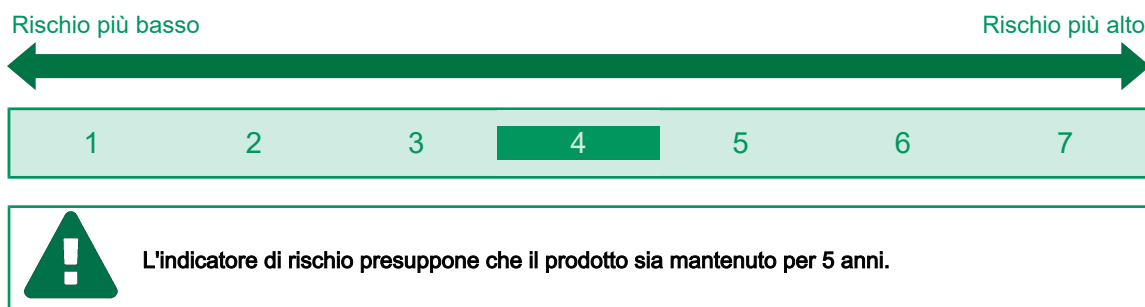 Rischio più basso Rischio più alto
1 2 3 4 5 6 7
L'indicatore di rischio presuppone che il prodotto sia mantenuto per 5 anni.